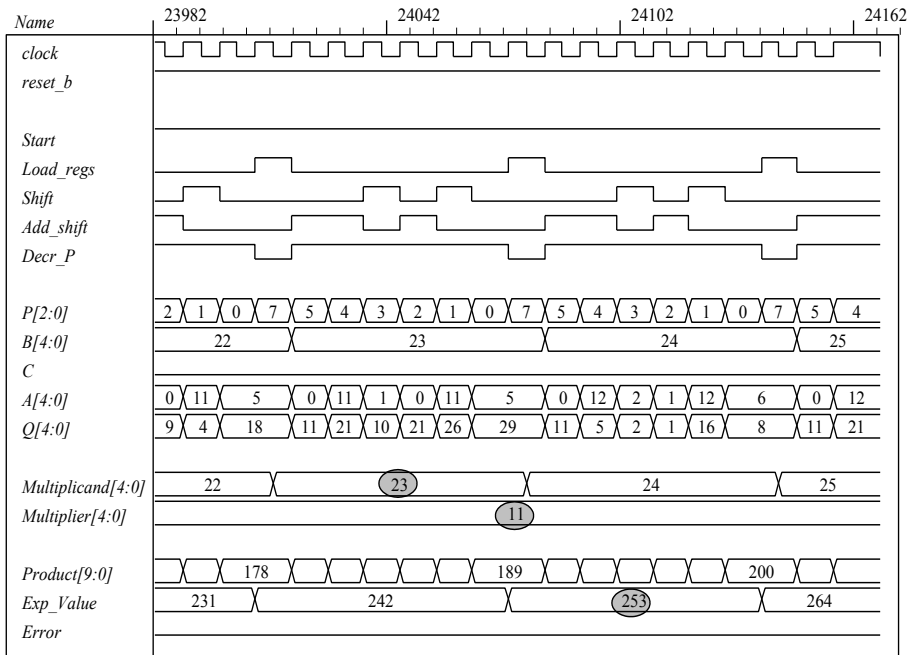 Name 23982 24042 24102 24162
clock
reset_b
Start
Load_regs
Shift
Add_shift
Decr_P
P[2:0] 2 1 0 7 5 4 3 2 1 0 7 5 4 3 2 1 0 7 5 4
B[4:0] 22 23 24 25
C
A[4:0] 0 11 5 0 11 1 0 11 5 0 12 2 1 12 6 0 12
Q[4:0] 9 4 18 11 21 10 21 26 29 11 5 2 1 16 8 11 21
Multiplicand[4:0] 22 23 24 25
Multiplier[4:0] 11
Product[9:0] 178 189 200
Exp_Value 231 242 253 264
Error